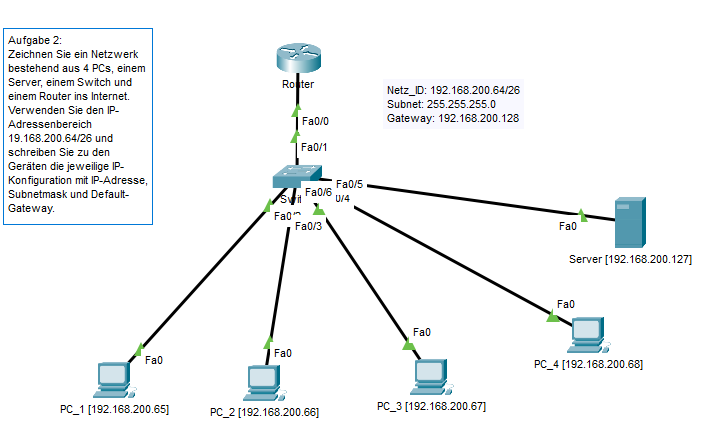 Aufgabe 2:
Zeichnen Sie ein Netzwerk
bestehend aus 4 PCs, einem
Server, einem Switch und
einem Router ins Internet.
Verwenden Sie den IP-
Adressenbereich
19.168.200.64/26 und
schreiben Sie zu den
Geräten die jeweilige IP-
Konfiguration mit IP-Adresse,
Subnetmask und Default-
Gateway.
Router
Netz_ID: 192.168.200.64/26
Subnet: 255.255.255.0
Gateway: 192.168.200.128
Fa0/0
Fa0/1
Fa0/5
Fa0/6
0/4
Fa0/3
Fa0
Server [192.168.200.127]
Fa0
PC_4 [192.168.200.68]
Fa0
PC_3 [192.168.200.67]
Fa0
PC_2 [192.168.200.66]
Fa0
PC_1 [192.168.200.65]